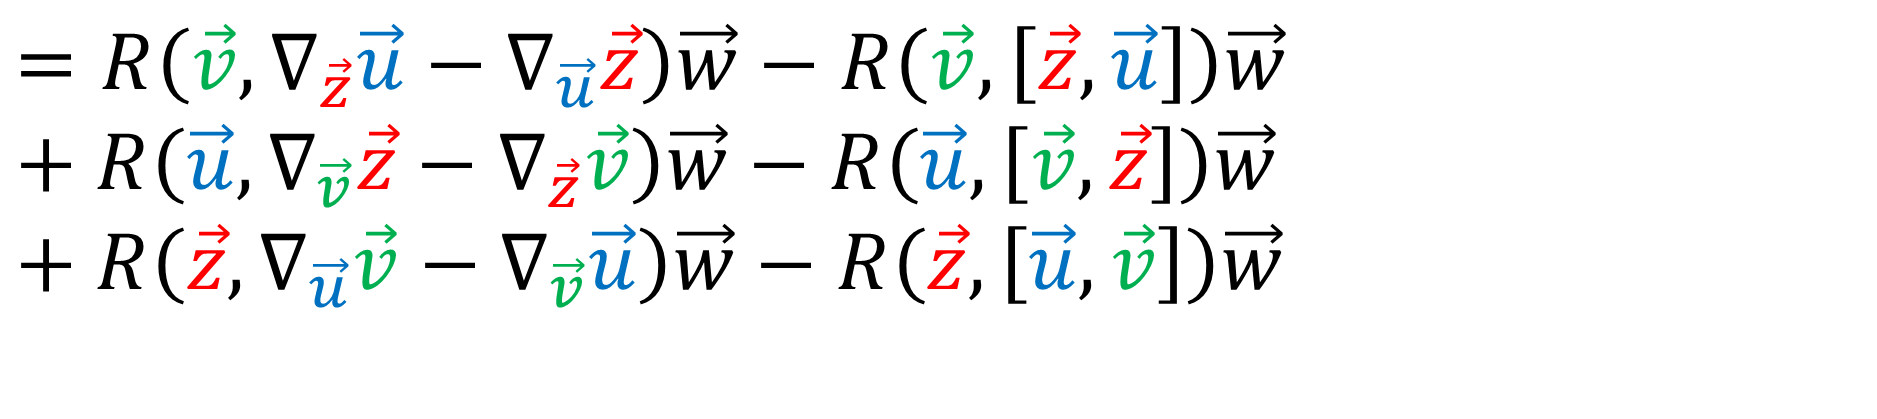 = R(v⃗, ∇_z⃗ u⃗ − ∇_u⃗ z⃗)w⃗ − R(v⃗, [z⃗, u⃗])w⃗
+ R(u⃗, ∇_v⃗ z⃗ − ∇_z⃗ v⃗)w⃗ − R(u⃗, [v⃗, z⃗])w⃗
+ R(z⃗, ∇_u⃗ v⃗ − ∇_v⃗ u⃗)w⃗ − R(z⃗, [u⃗, v⃗])w⃗